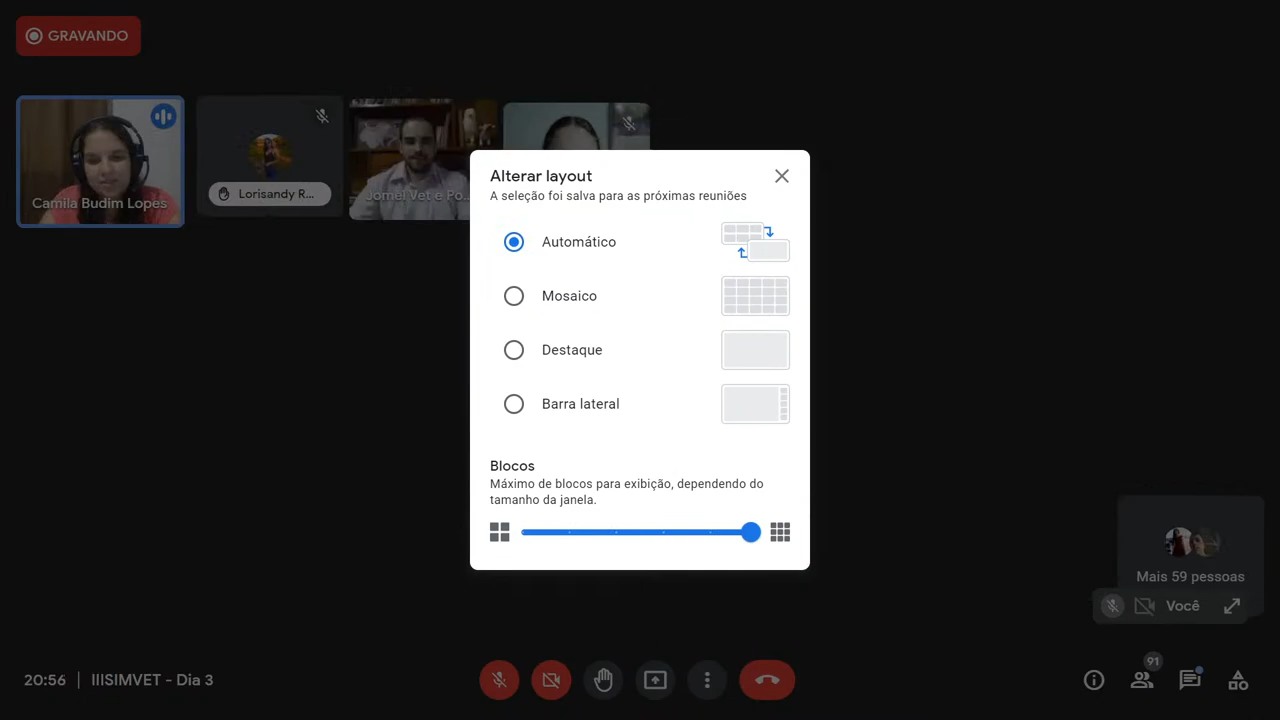 GRAVANDO
Camila Budim Lopes
Lorisandy R...
Jomel Vet e Po...
Alterar layout
A seleção foi salva para as próximas reuniões
Automático
Mosaico
Destaque
Barra lateral
Blocos
Máximo de blocos para exibição, dependendo do
tamanho da janela.
Mais 59 pessoas
Você
20:56 | IIISIMVET - Dia 3
91